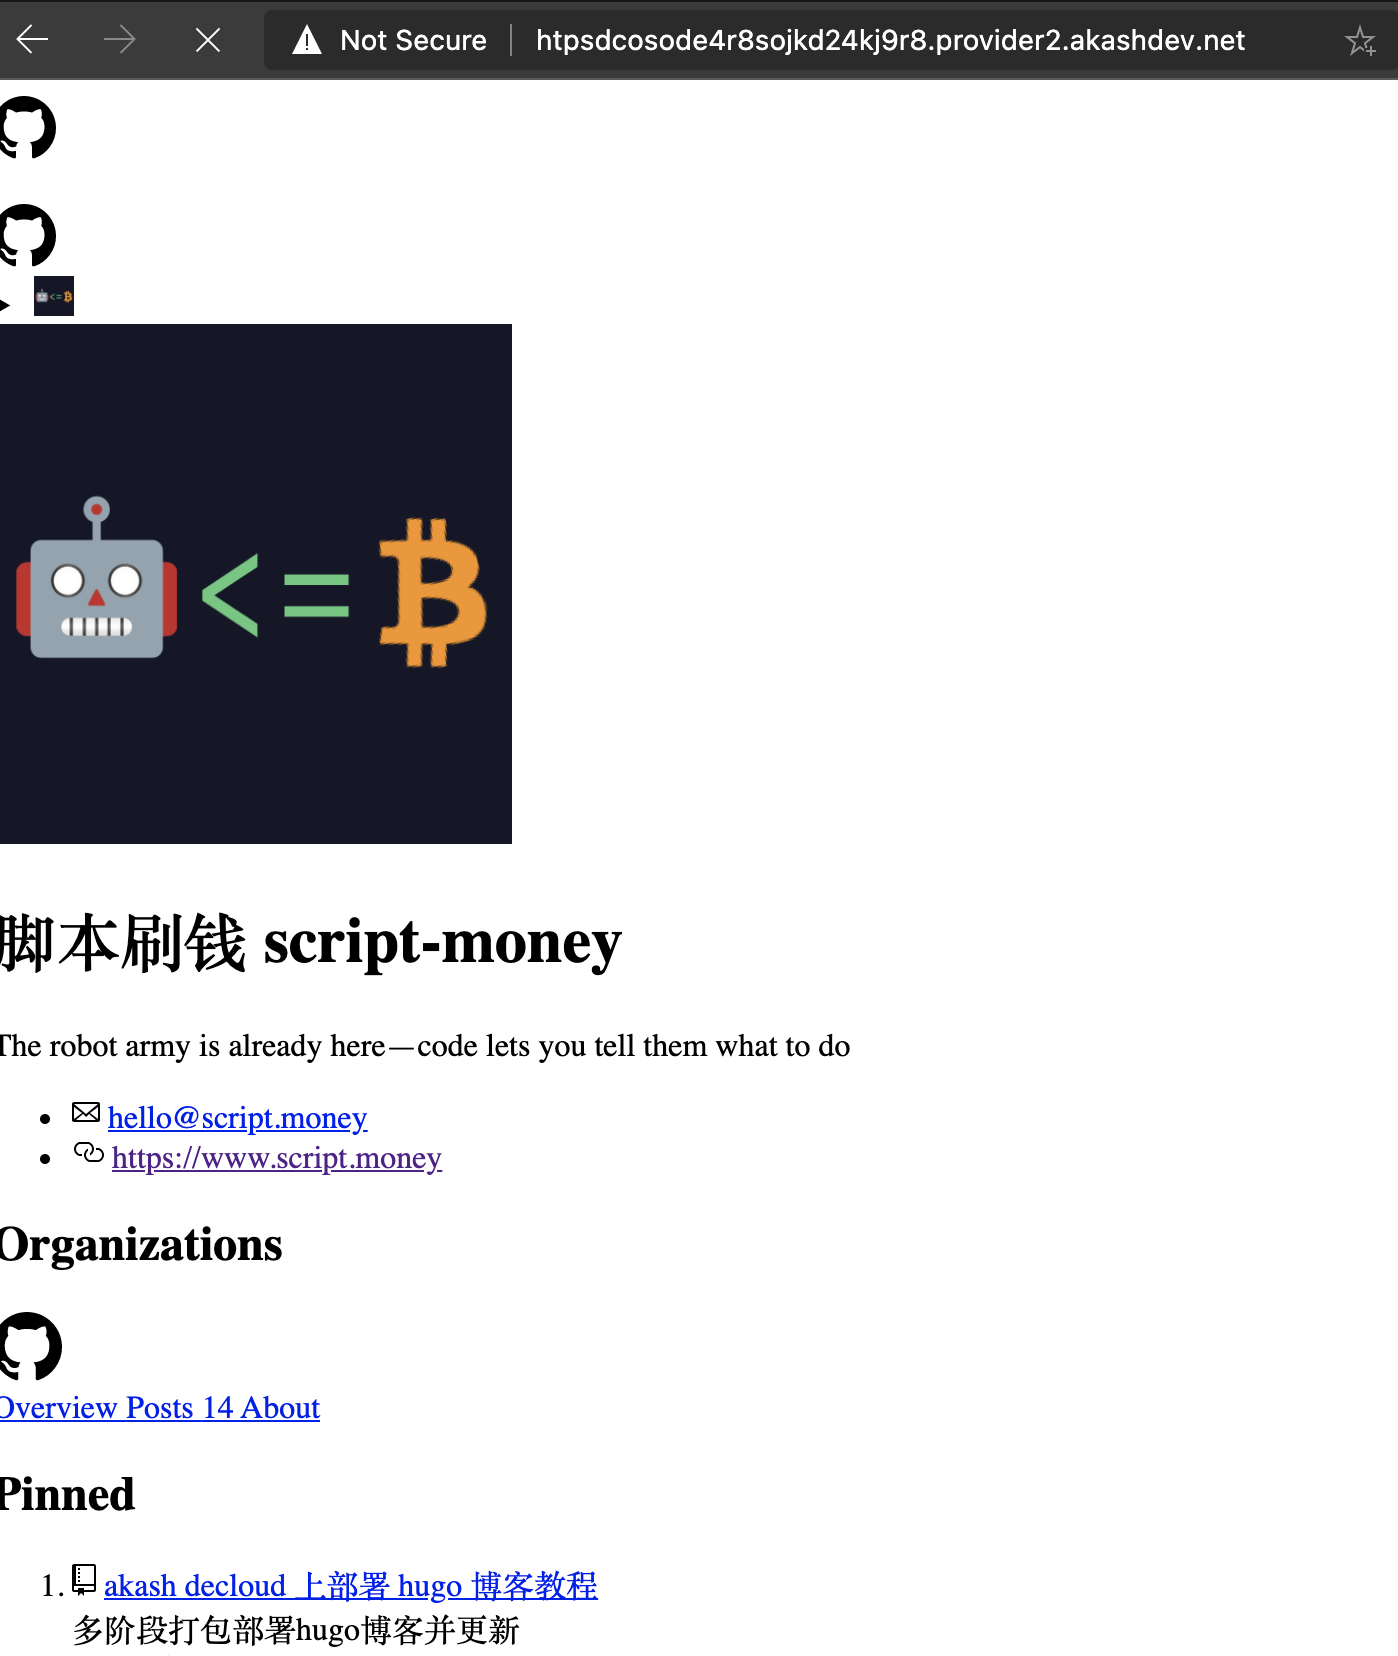 Not Secure | htpsdcosode4r8sojkd24kj9r8.provider2.akashdev.net
<=₿
<=₿
脚本刷钱 script-money
The robot army is already here—code lets you tell them what to do
hello@script.money
https://www.script.money
Organizations
Overview Posts 14 About
Pinned
1. akash decloud 上部署 hugo 博客教程
多阶段打包部署hugo博客并更新